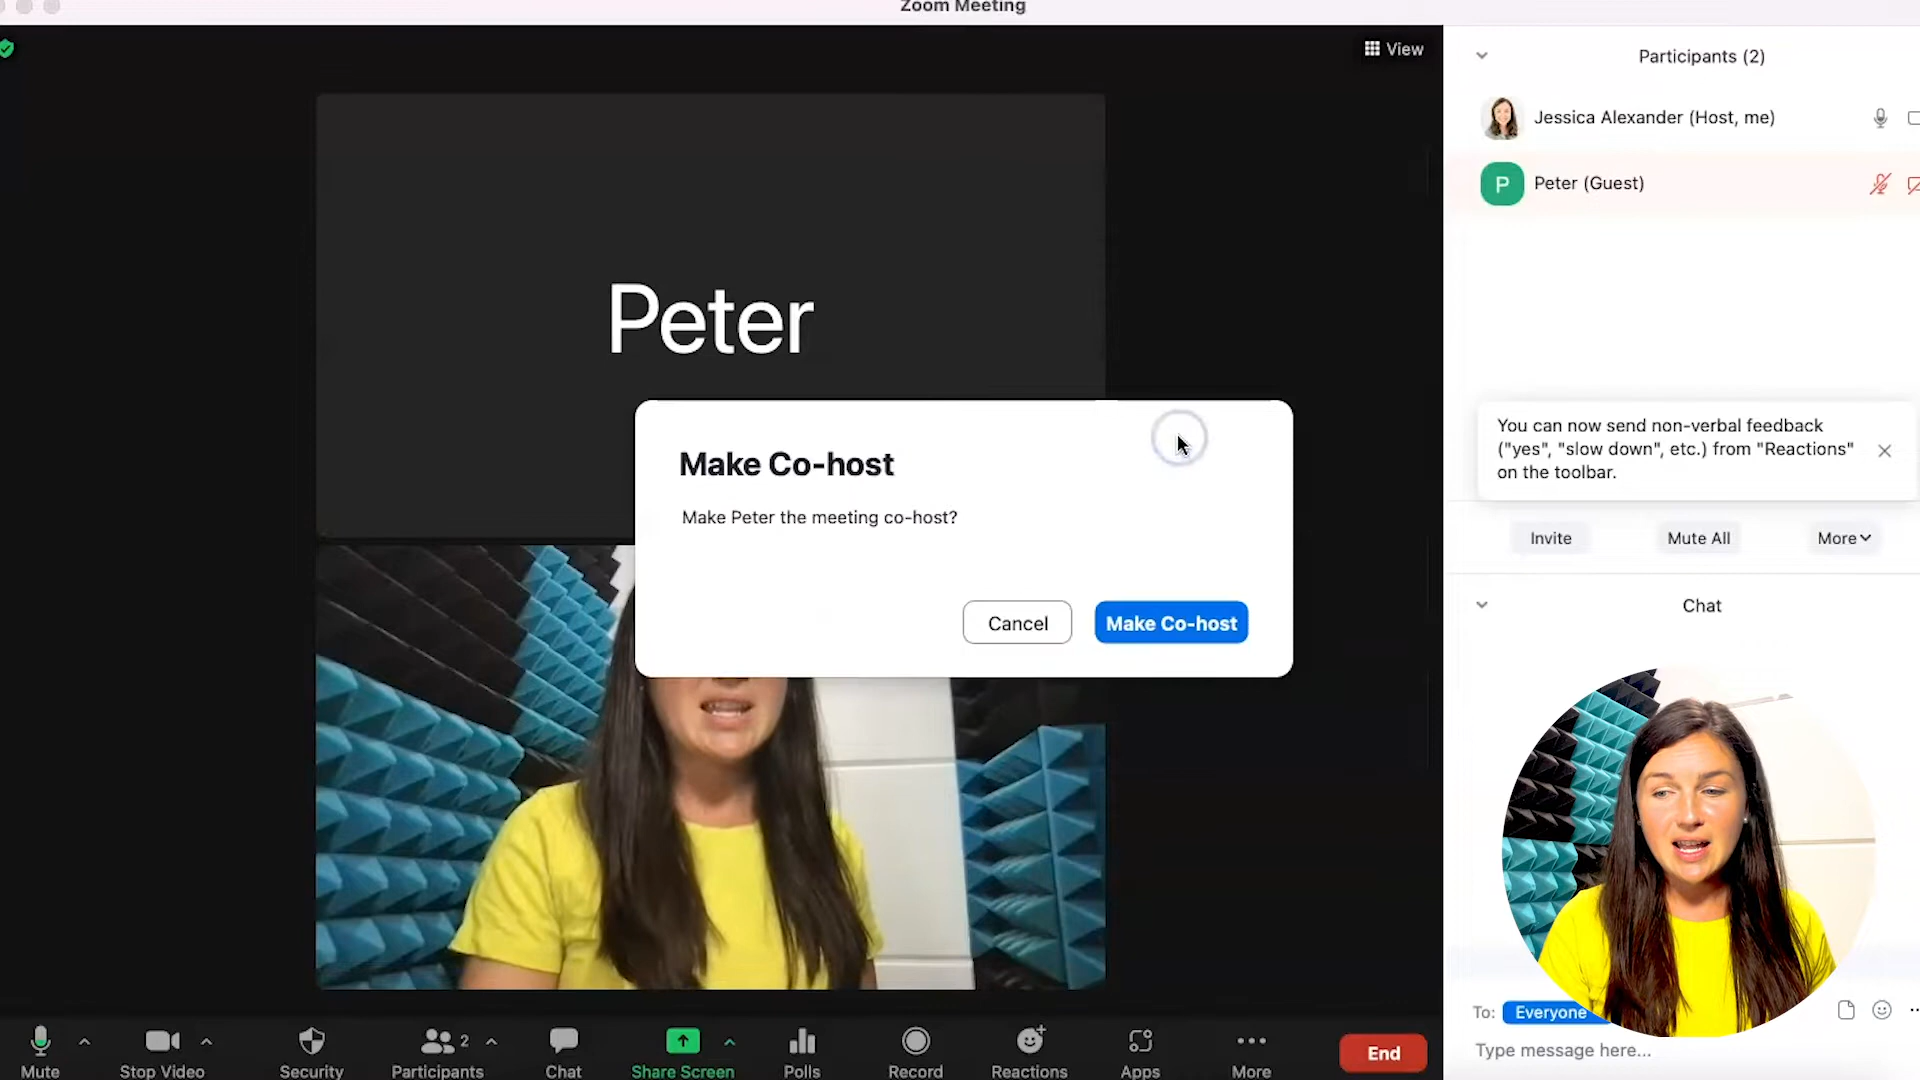 Zoom Meeting
View
Peter
Make Co-host
Make Peter the meeting co-host?
Cancel
Make Co-host
Participants (2)
Jessica Alexander (Host, me)
P
Peter (Guest)
You can now send non-verbal feedback
("yes", "slow down", etc.) from "Reactions"
on the toolbar.
Invite
Mute All
More
Chat
To: Everyone
Type message here...
Mute
Stop Video
Security
Participants
2
Chat
Share Screen
Polls
Record
Reactions
Apps
More
End